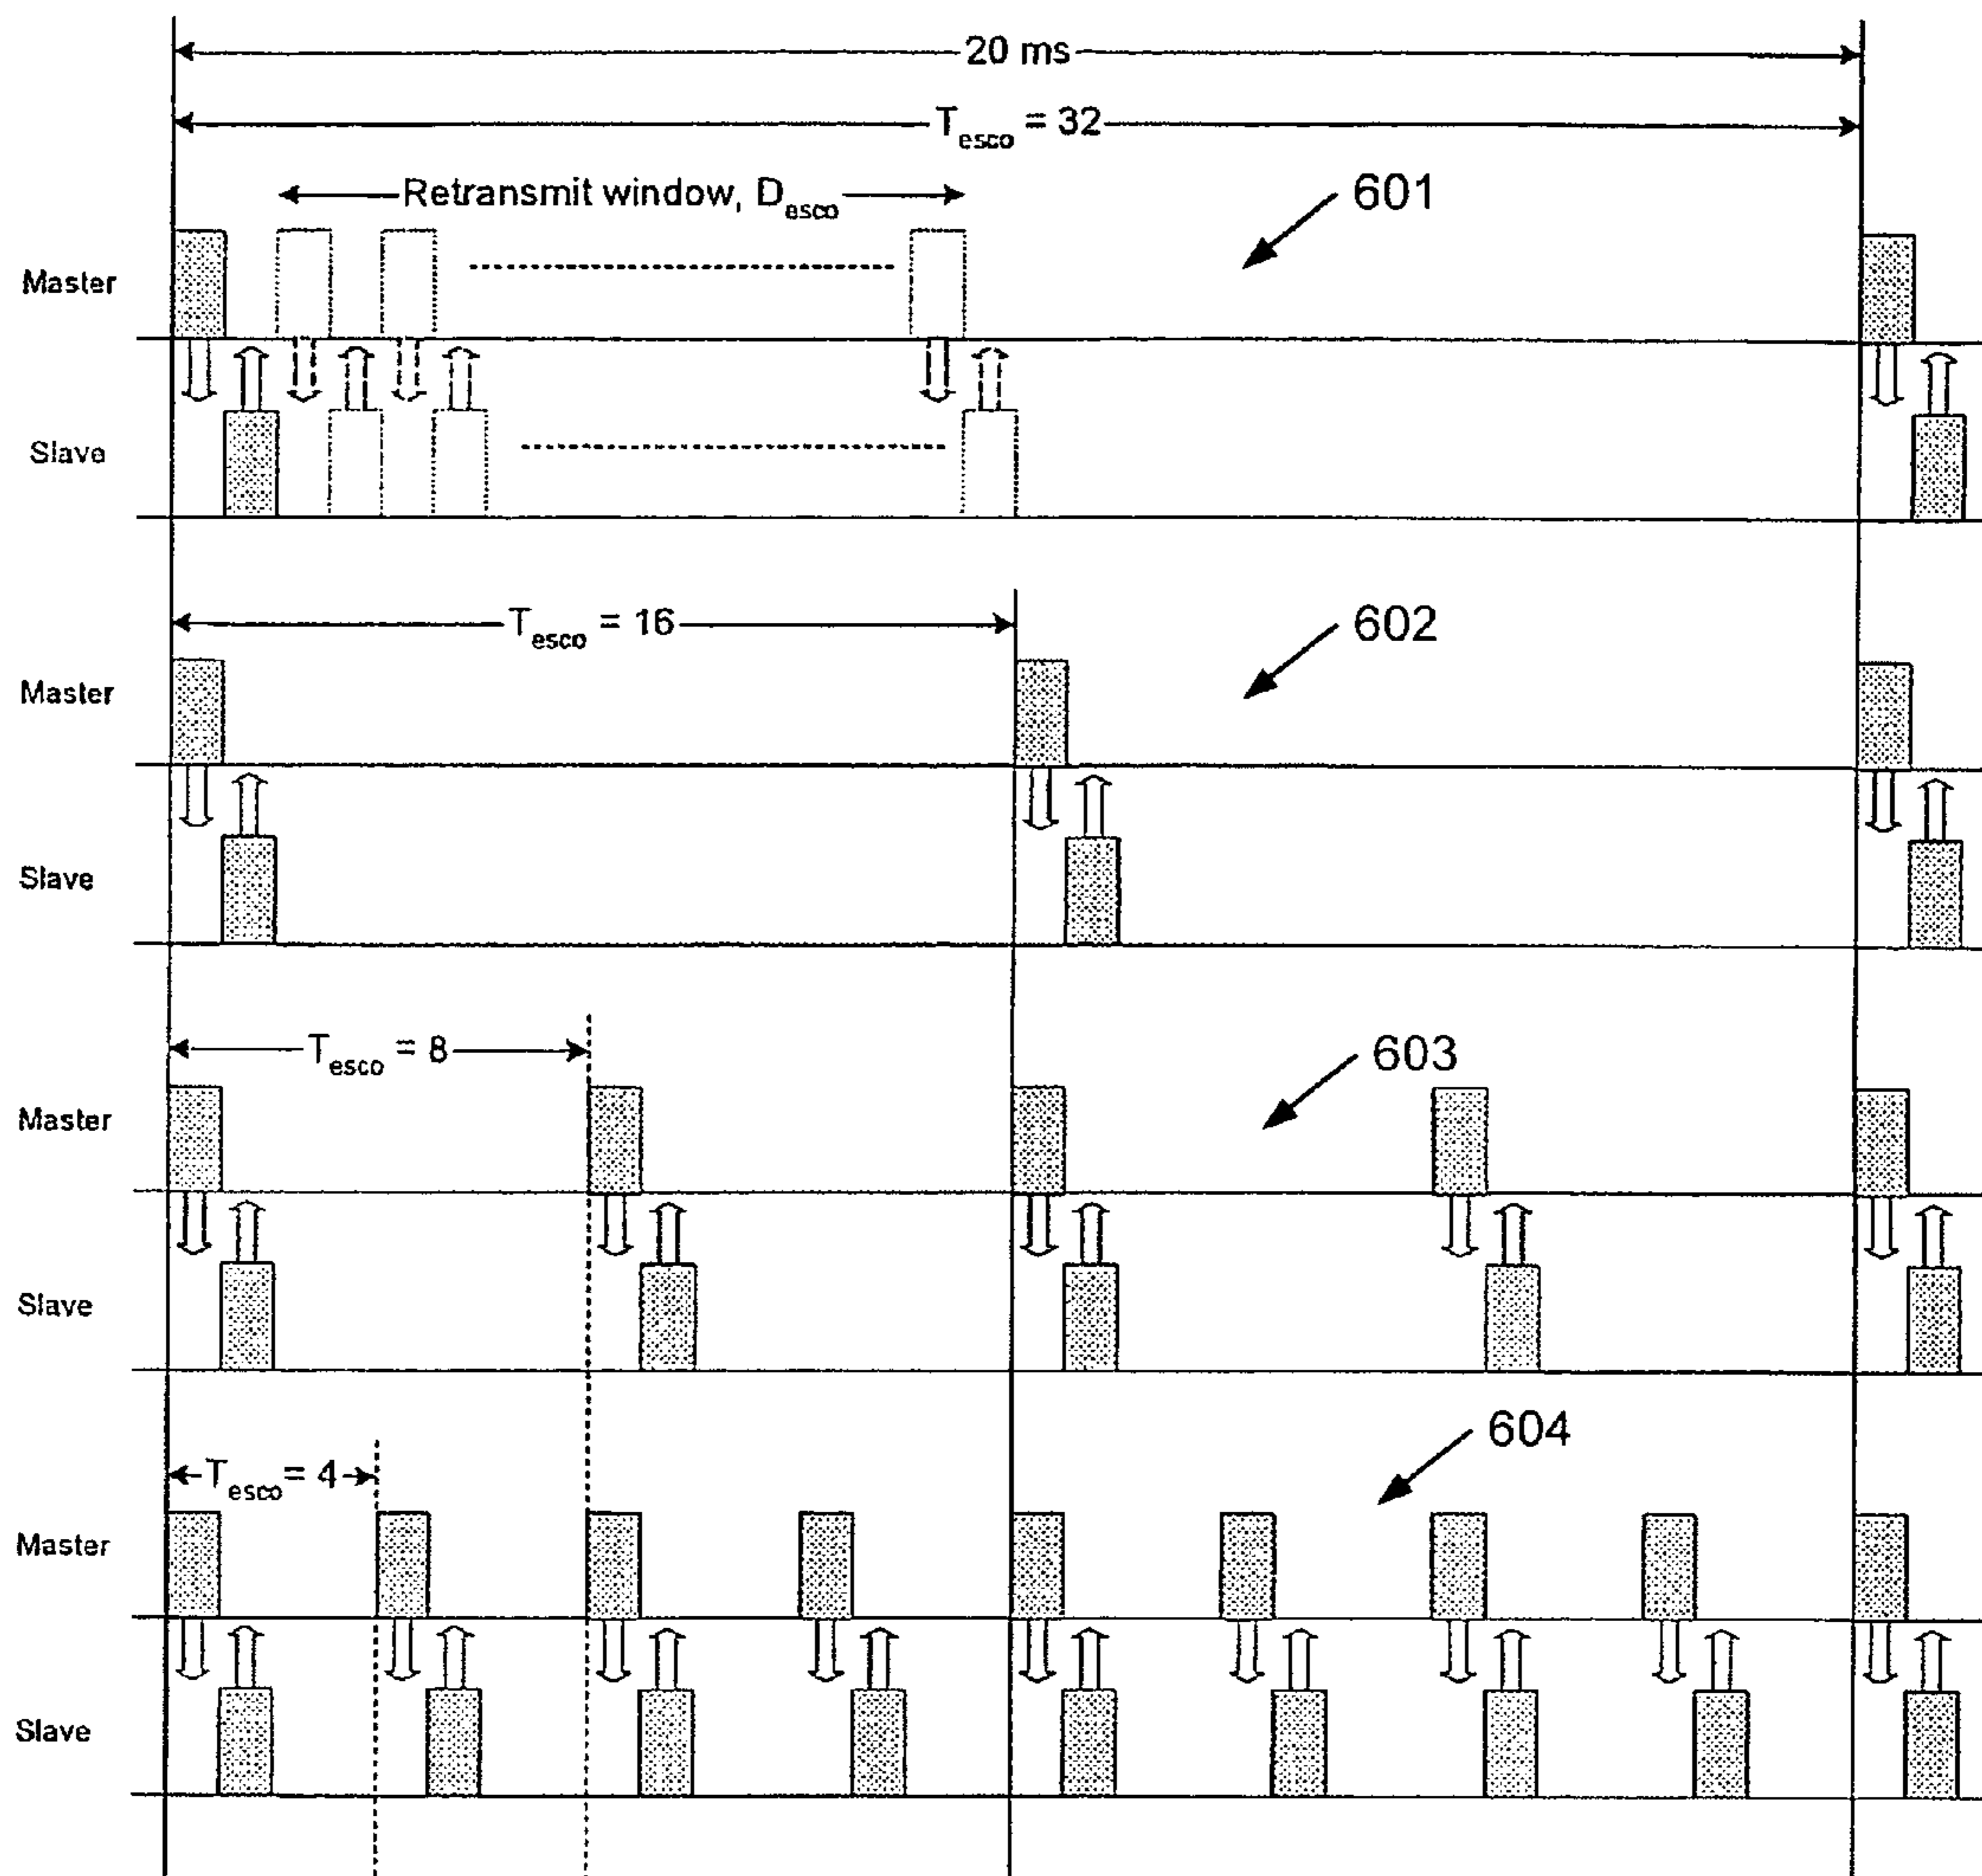 20 ms
Tesco = 32
Retransmit window, Desco
601
Master
Slave
Tesco = 16
602
Master
Slave
Tesco = 8
603
Master
Slave
604
Tesco = 4
Master
Slave